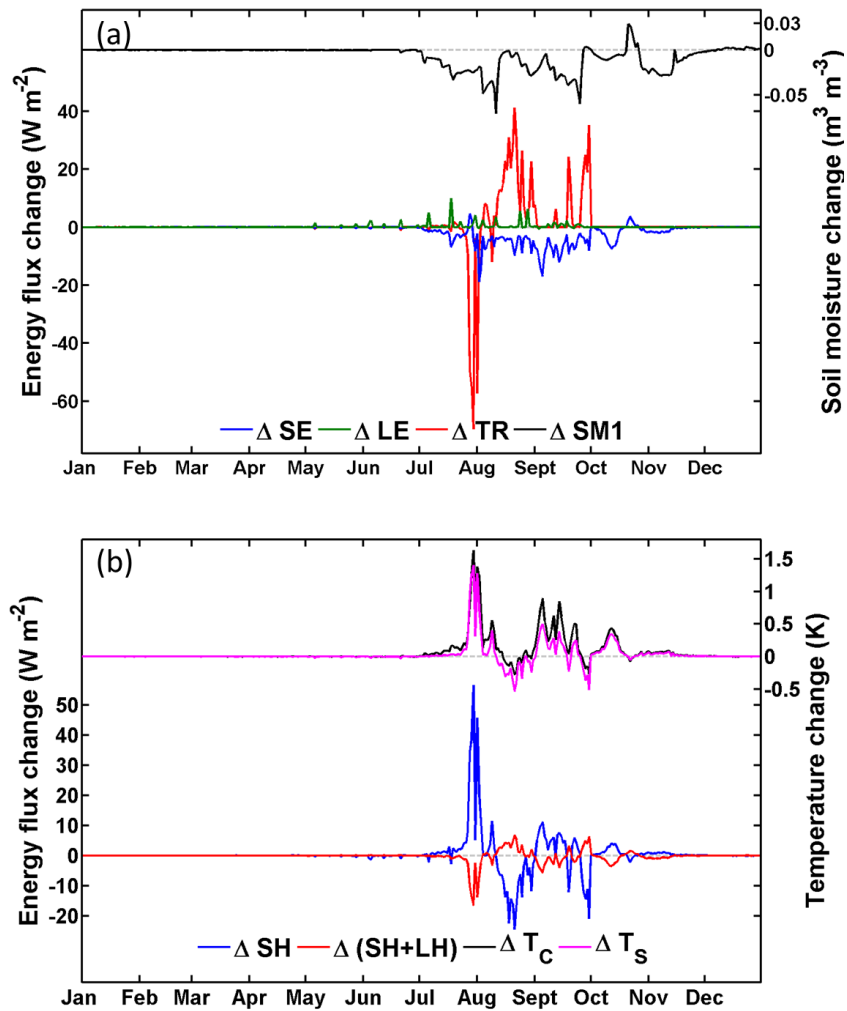 (a)
Energy flux change (W m-2)
40
20
0
-20
-40
-60
0.03
0
-0.05
Soil moisture change (m3 m-3)
Δ SE Δ LE Δ TR Δ SM1
Jan Feb Mar Apr May Jun Jul Aug Sept Oct Nov Dec
(b)
Energy flux change (W m-2)
50
40
30
20
10
0
-10
-20
1.5
1
0.5
0
-0.5
Temperature change (K)
Δ SH Δ (SH+LH) Δ TC Δ TS
Jan Feb Mar Apr May Jun Jul Aug Sept Oct Nov Dec